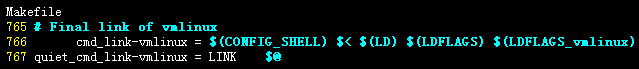 Makefile
765 # Final link of vmlinux
766 cmd_link-vmlinux = $(CONFIG_SHELL) $< $(LD) $(LDFLAGS) $(LDFLAGS_vmlinux)
767 quiet_cmd_link-vmlinux = LINK $@